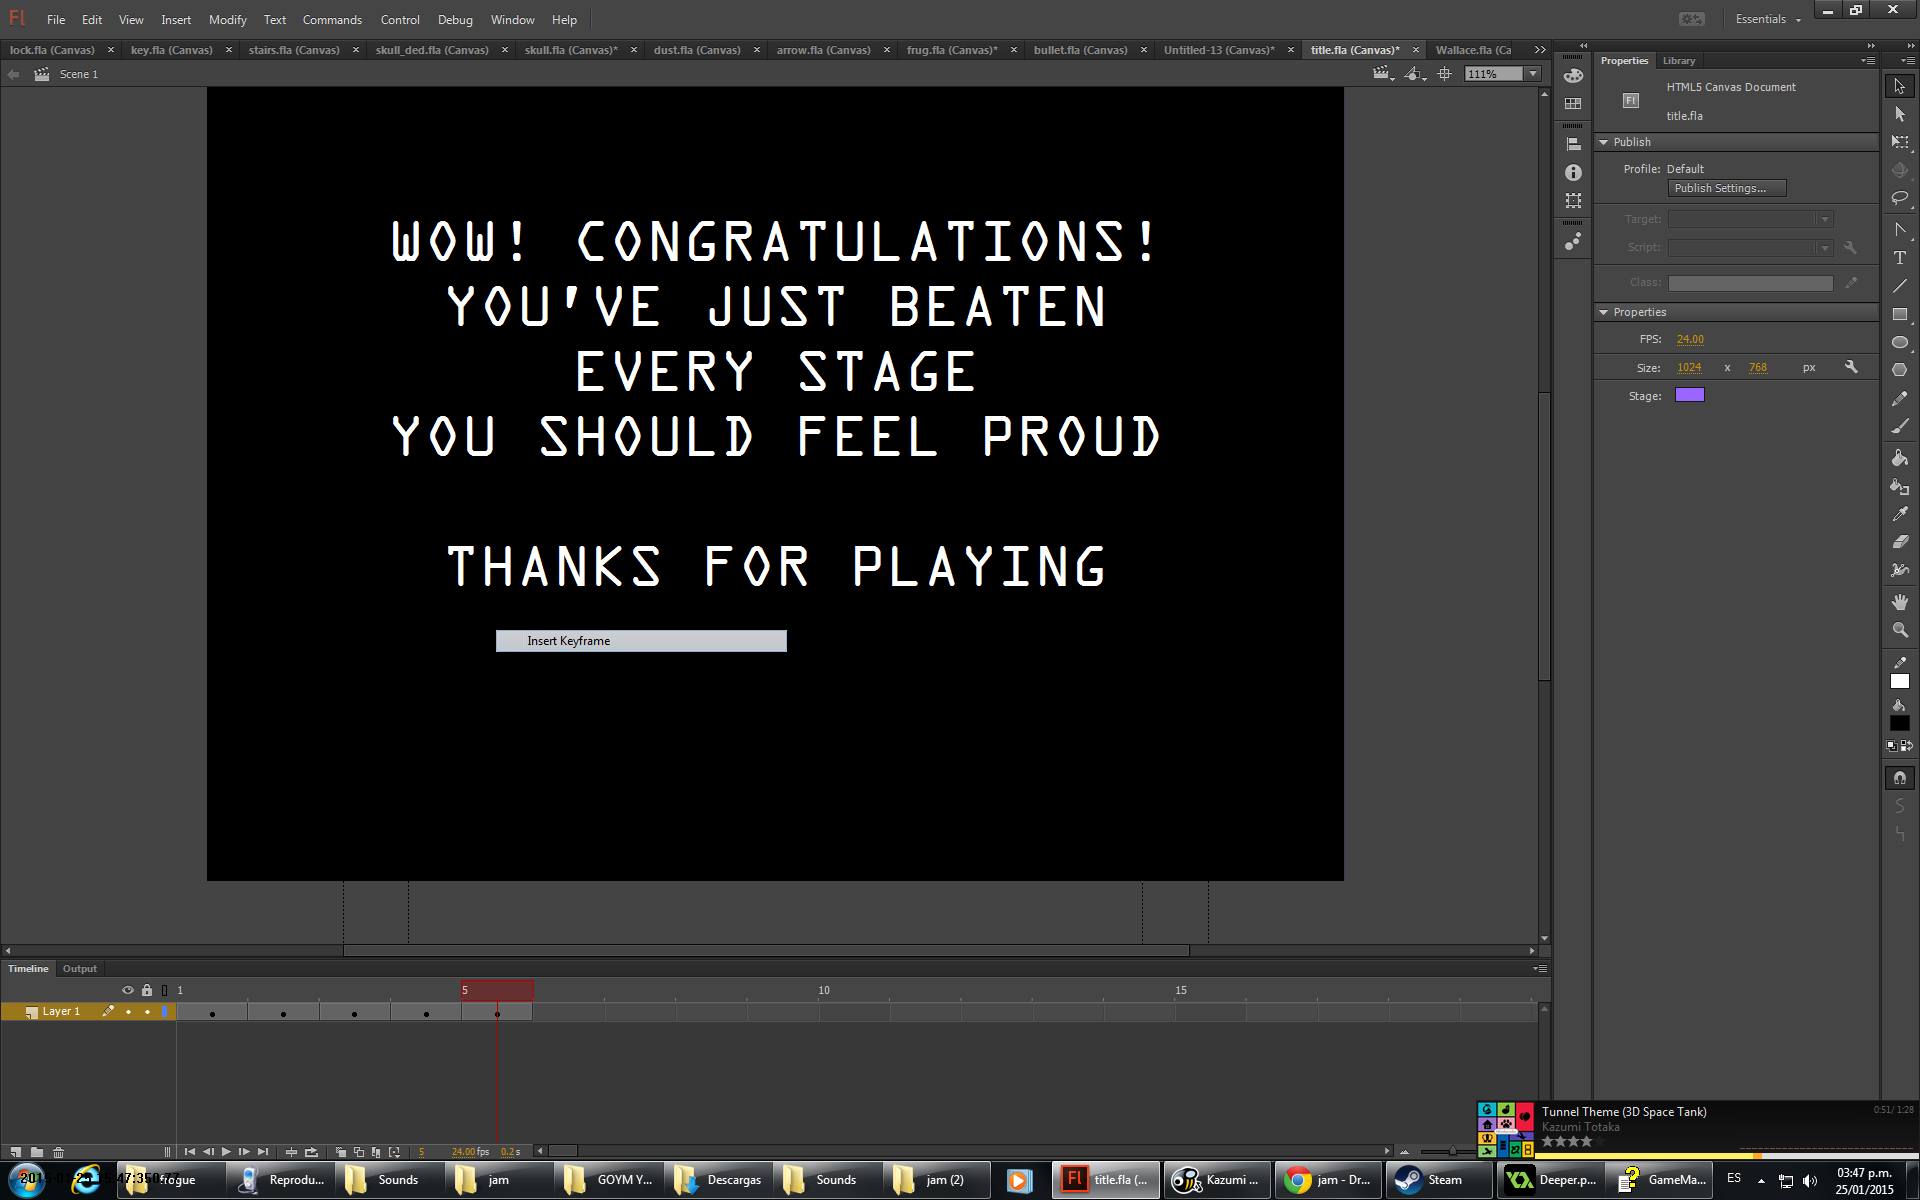 Fl File Edit View Insert Modify Text Commands Control Debug Window Help Essentials
lock.fla (Canvas) key.fla (Canvas) stairs.fla (Canvas) skull_ded.fla (Canvas) skull.fla (Canvas)* dust.fla (Canvas) arrow.fla (Canvas) frug.fla (Canvas)* bullet.fla (Canvas) Untitled-13 (Canvas)* title.fla (Canvas)* Wallace.fla (Ca
Scene 1
111%
WOW! CONGRATULATIONS!
YOU'VE JUST BEATEN
EVERY STAGE
YOU SHOULD FEEL PROUD
THANKS FOR PLAYING
Insert Keyframe
Properties Library
HTML5 Canvas Document
Fl
title.fla
Publish
Profile: Default
Publish Settings...
Target:
Script:
Class:
Properties
FPS: 24.00
Size: 1024 x 768 px
Stage:
Timeline Output
1 5 10 15
Layer 1
5 24.00 fps 0.2 s
Tunnel Theme (3D Space Tank) 0:51/ 1:28
Kazumi Totaka
frogue Reprodu... Sounds jam GOYM Y... Descargas Sounds jam (2) title.fla (... Kazumi ... jam - Dr... Steam Deeper.p... GameMa... ES
03:47 p.m.
25/01/2015